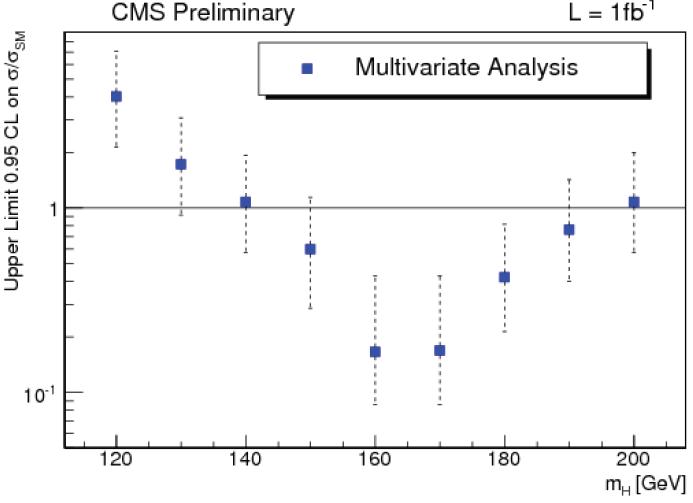 CMS Preliminary L = 1fb⁻¹
Multivariate Analysis
Upper Limit 0.95 CL on σ/σSM
1
10⁻¹
120 140 160 180 200
mH [GeV]